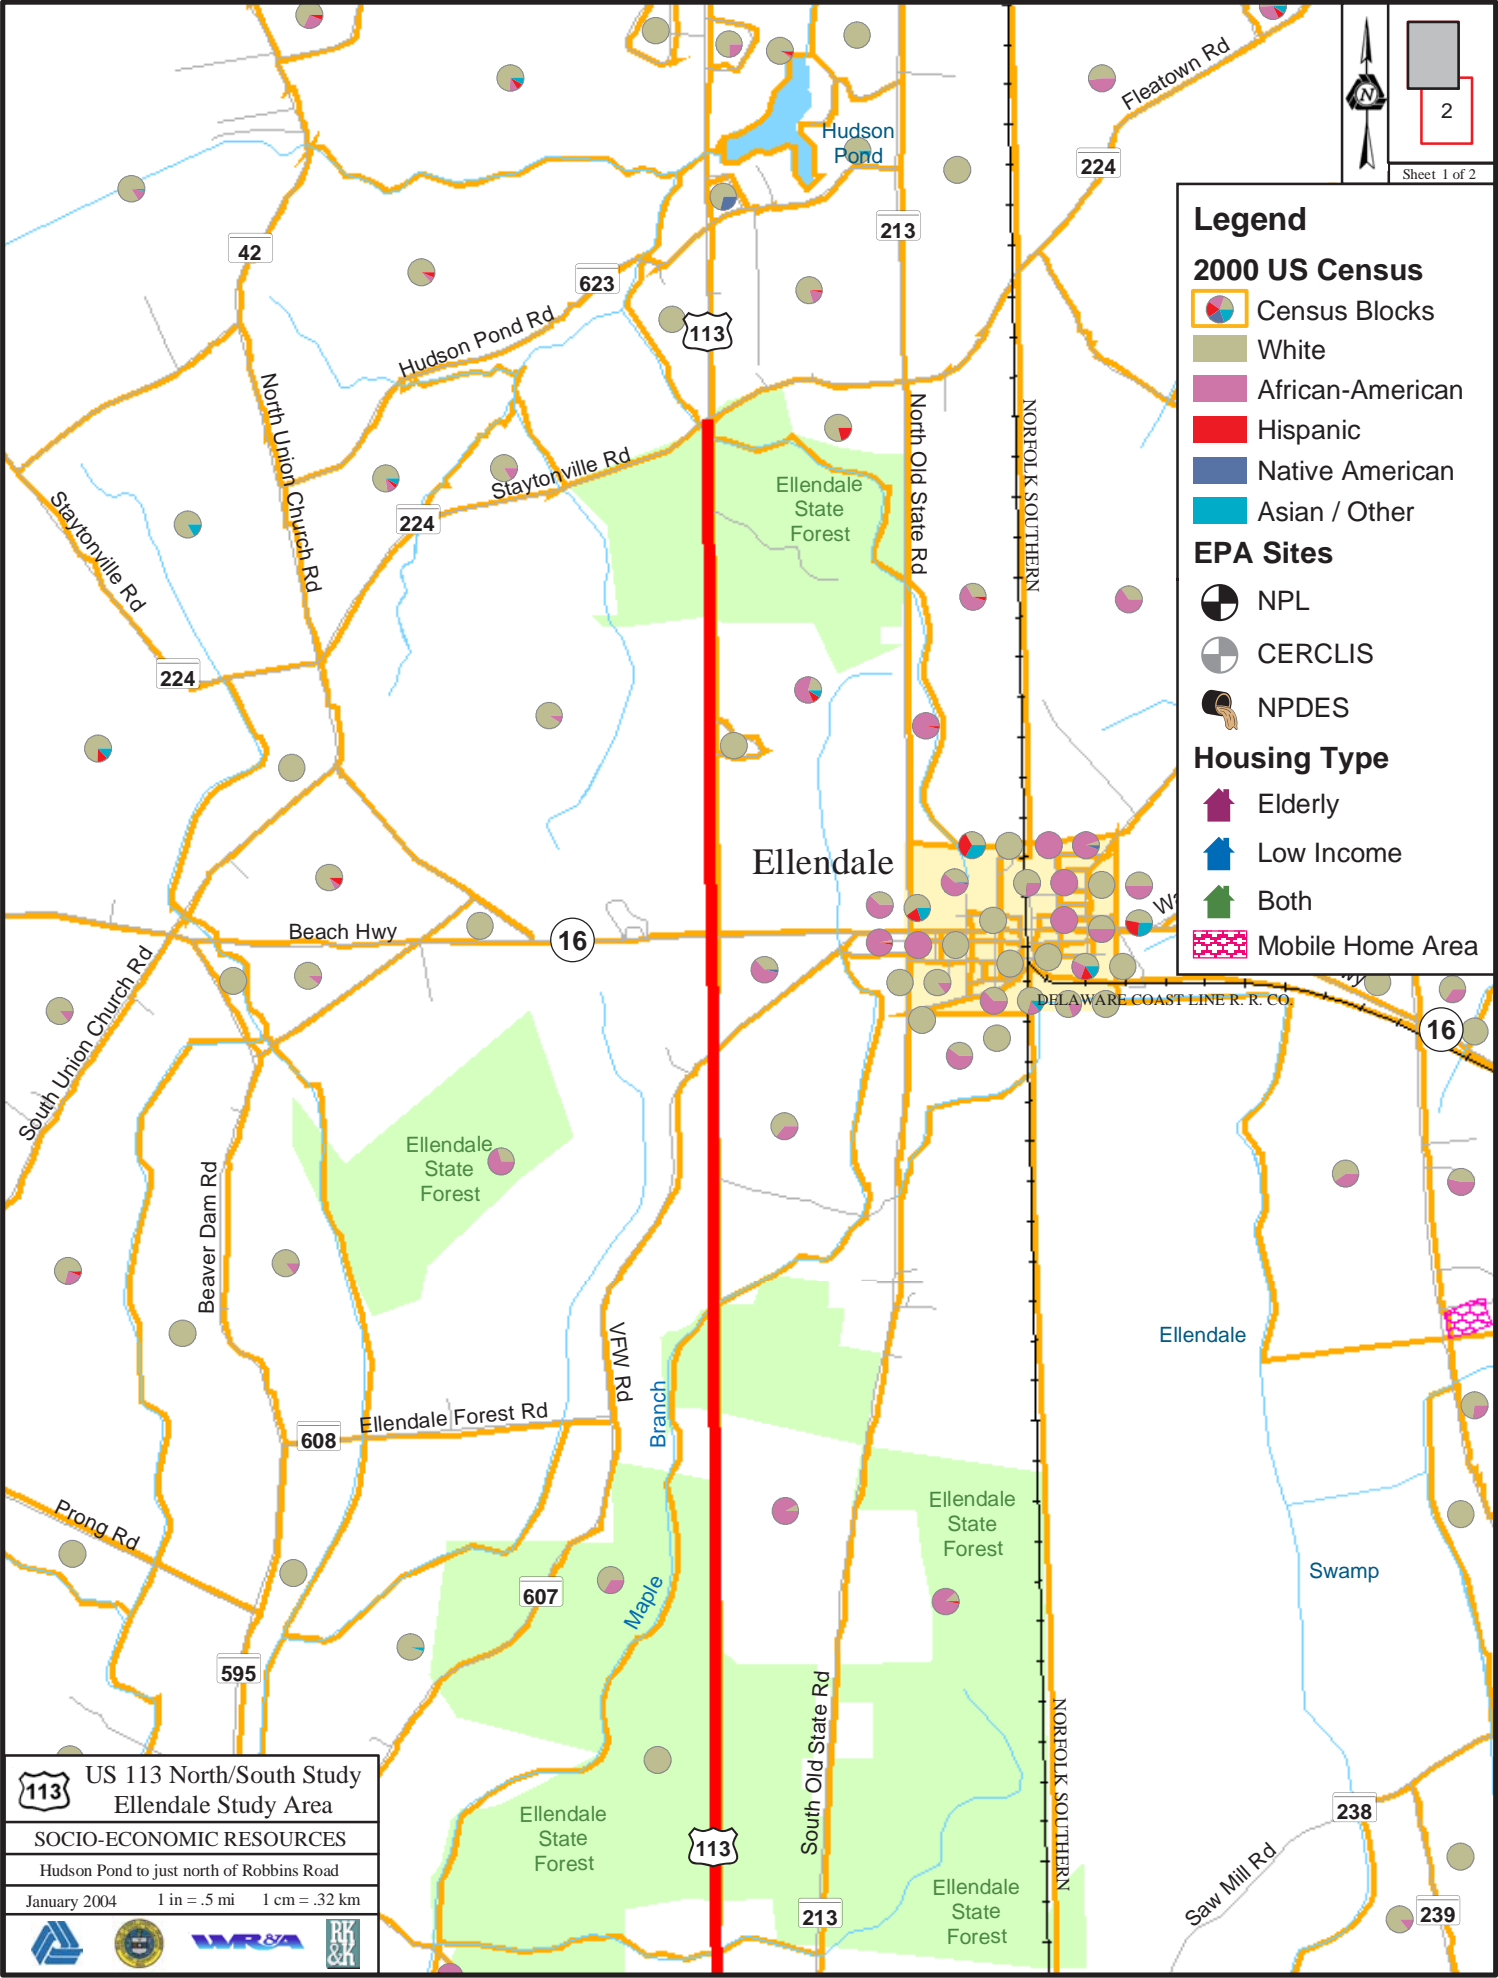 Fleatown Rd
2
N
Sheet 1 of 2
Hudson
Pond
224
213
42
623
113
Hudson Pond Rd
Legend
2000 US Census
Census Blocks
White
African-American
Hispanic
Native American
Asian / Other
EPA Sites
NPL
CERCLIS
NPDES
Housing Type
Elderly
Low Income
Both
Mobile Home Area
North Union Church Rd
North Old State Rd
NORFOLK SOUTHERN
Staytonville Rd
224
Ellendale
State
Forest
Staytonville Rd
224
Ellendale
Beach Hwy
16
South Union Church Rd
DELAWARE COAST LINE R. R. CO.
16
Ellendale
State
Forest
Beaver Dam Rd
VFW Rd
Ellendale
Branch
608
Ellendale Forest Rd
Prong Rd
Ellendale
State
Forest
Swamp
607
Maple
595
South Old State Rd
NORFOLK SOUTHERN
Ellendale
State
Forest
113
238
Saw Mill Rd
Ellendale
State
Forest
213
239
113
US 113 North/South Study
Ellendale Study Area
SOCIO-ECONOMIC RESOURCES
Hudson Pond to just north of Robbins Road
January 2004 1 in = .5 mi 1 cm = .32 km
WR&A
RK
&K